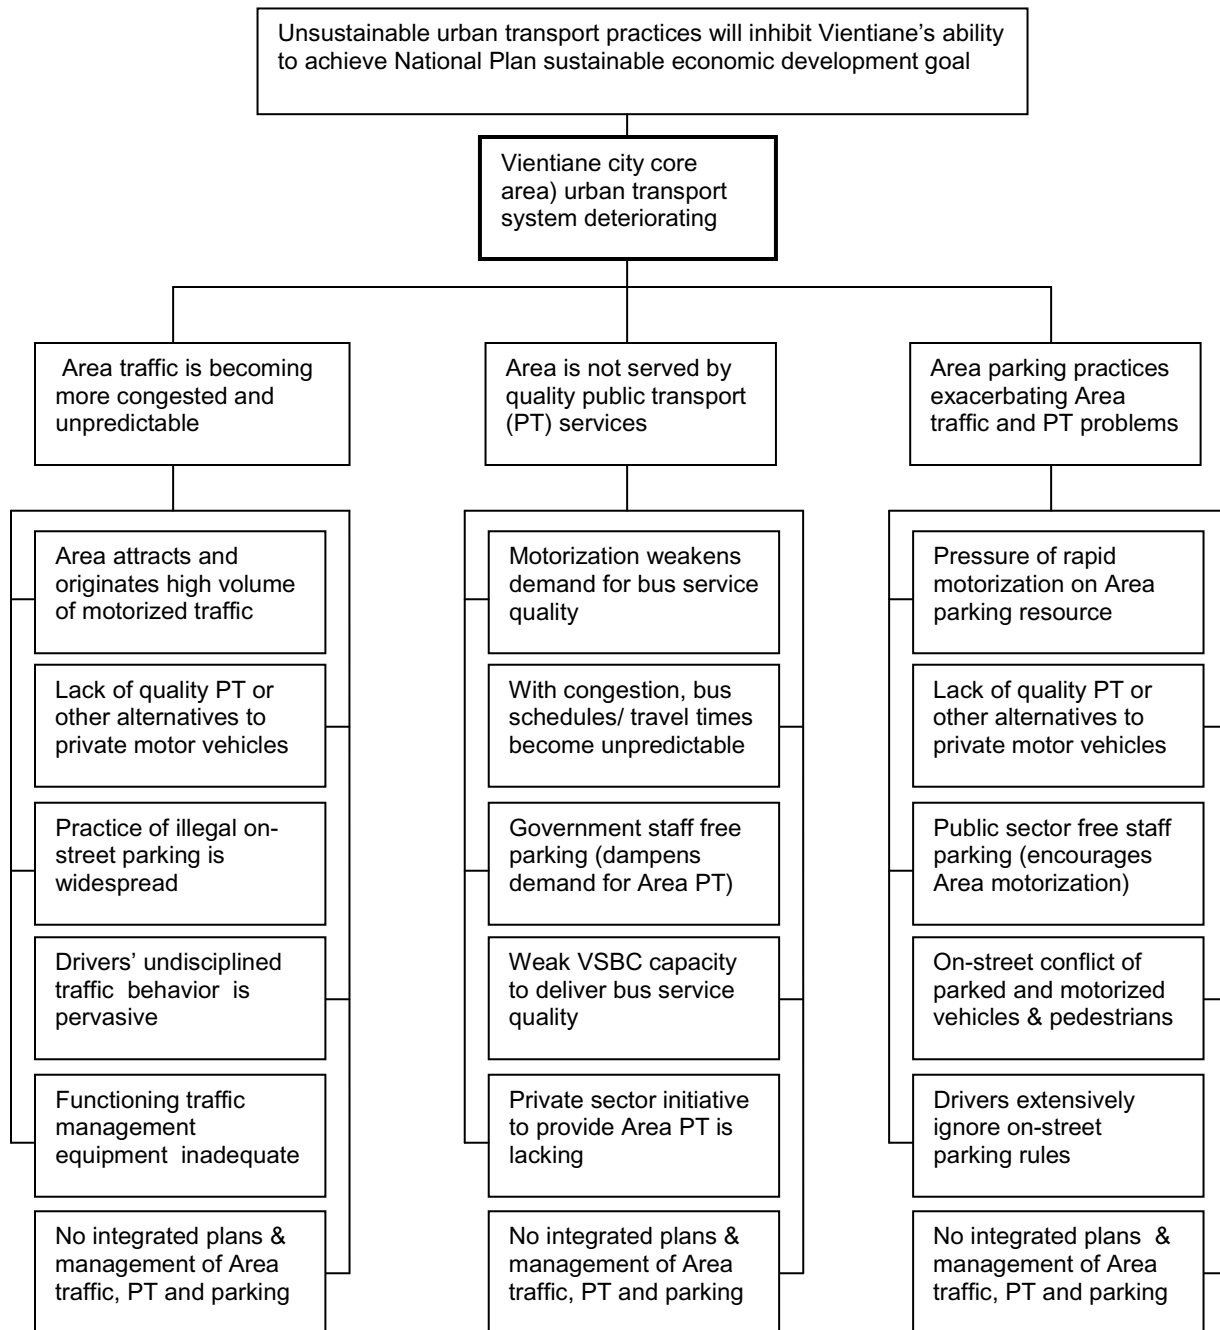 Unsustainable urban transport practices will inhibit Vientiane’s ability
to achieve National Plan sustainable economic development goal
Vientiane city core
area) urban transport
system deteriorating
Area traffic is becoming
more congested and
unpredictable
Area is not served by
quality public transport
(PT) services
Area parking practices
exacerbating Area
traffic and PT problems
Area attracts and
originates high volume
of motorized traffic
Lack of quality PT or
other alternatives to
private motor vehicles
Practice of illegal on-
street parking is
widespread
Drivers’ undisciplined
traffic behavior is
pervasive
Functioning traffic
management
equipment inadequate
No integrated plans &
management of Area
traffic, PT and parking
Motorization weakens
demand for bus service
quality
With congestion, bus
schedules/ travel times
become unpredictable
Government staff free
parking (dampens
demand for Area PT)
Weak VSBC capacity
to deliver bus service
quality
Private sector initiative
to provide Area PT is
lacking
No integrated plans &
management of Area
traffic, PT and parking
Pressure of rapid
motorization on Area
parking resource
Lack of quality PT or
other alternatives to
private motor vehicles
Public sector free staff
parking (encourages
Area motorization)
On-street conflict of
parked and motorized
vehicles & pedestrians
Drivers extensively
ignore on-street
parking rules
No integrated plans &
management of Area
traffic, PT and parking